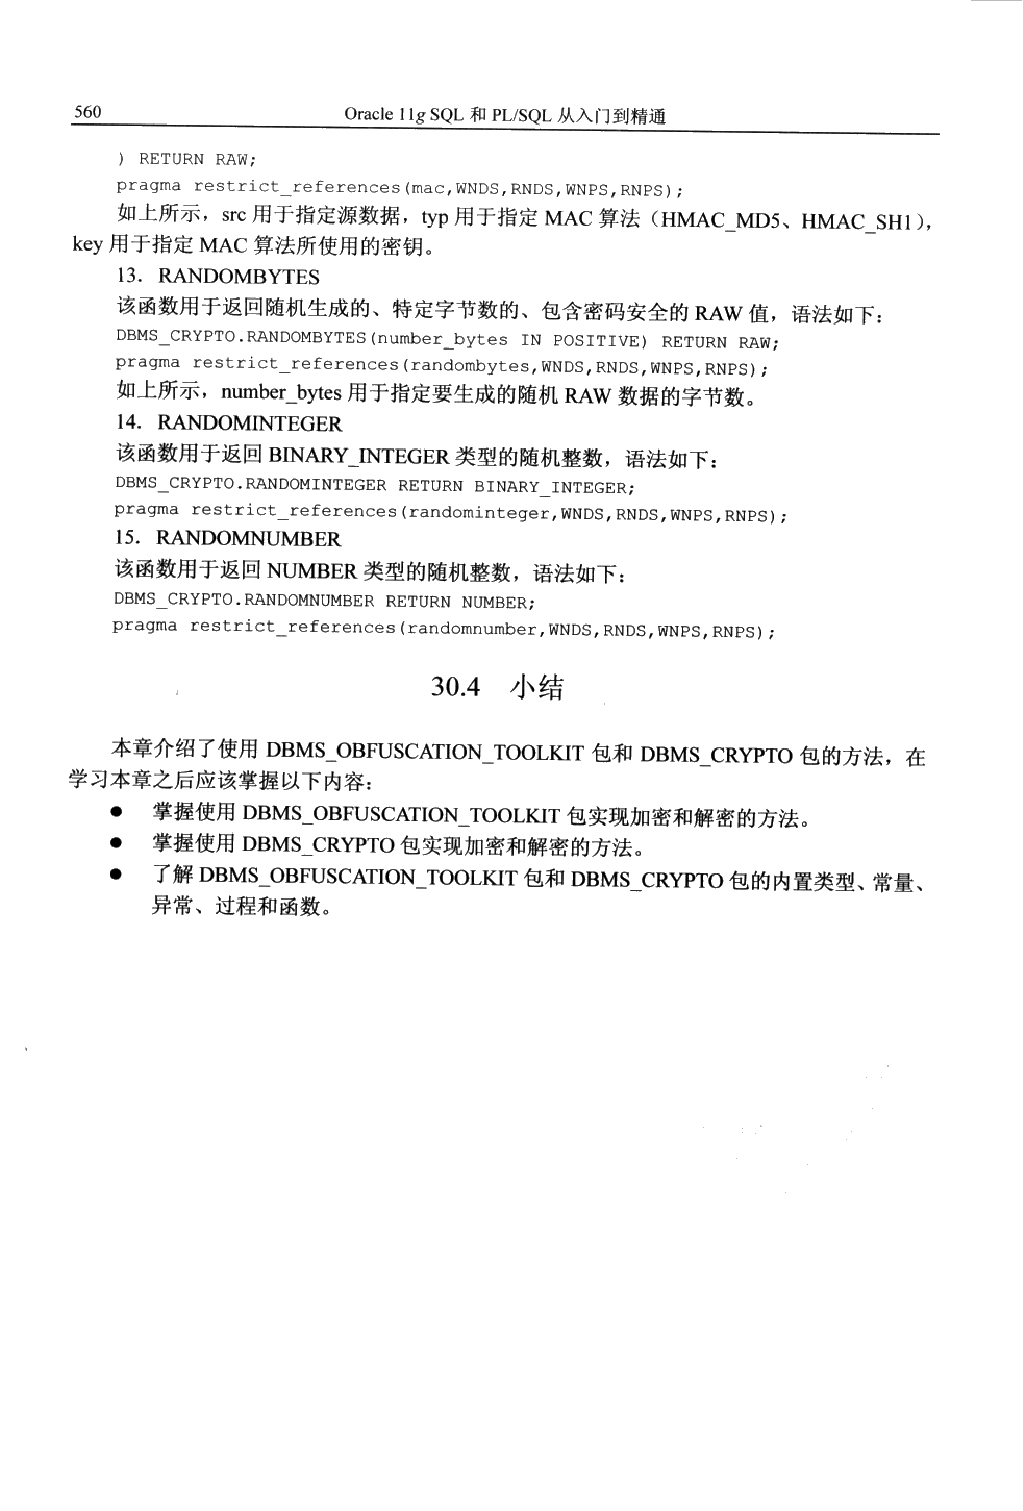 560
Oracle 11g SQL 和 PL/SQL 从入门到精通
) RETURN RAW;
pragma restrict_references(mac,WNDS,RNDS,WNPS,RNPS);
如上所示，src 用于指定源数据，typ 用于指定 MAC 算法（HMAC_MD5、HMAC_SH1），
key 用于指定 MAC 算法所使用的密钥。
13．RANDOMBYTES
该函数用于返回随机生成的、特定字节数的、包含密码安全的 RAW 值，语法如下：
DBMS_CRYPTO.RANDOMBYTES(number_bytes IN POSITIVE) RETURN RAW;
pragma restrict_references(randombytes,WNDS,RNDS,WNPS,RNPS);
如上所示，number_bytes 用于指定要生成的随机 RAW 数据的字节数。
14．RANDOMINTEGER
该函数用于返回 BINARY_INTEGER 类型的随机整数，语法如下：
DBMS_CRYPTO.RANDOMINTEGER RETURN BINARY_INTEGER;
pragma restrict_references(randominteger,WNDS,RNDS,WNPS,RNPS);
15．RANDOMNUMBER
该函数用于返回 NUMBER 类型的随机整数，语法如下：
DBMS_CRYPTO.RANDOMNUMBER RETURN NUMBER;
pragma restrict_references(randomnumber,WNDS,RNDS,WNPS,RNPS);
30.4 小结
本章介绍了使用 DBMS_OBFUSCATION_TOOLKIT 包和 DBMS_CRYPTO 包的方法，在
学习本章之后应该掌握以下内容：
● 掌握使用 DBMS_OBFUSCATION_TOOLKIT 包实现加密和解密的方法。
● 掌握使用 DBMS_CRYPTO 包实现加密和解密的方法。
● 了解 DBMS_OBFUSCATION_TOOLKIT 包和 DBMS_CRYPTO 包的内置类型、常量、
异常、过程和函数。